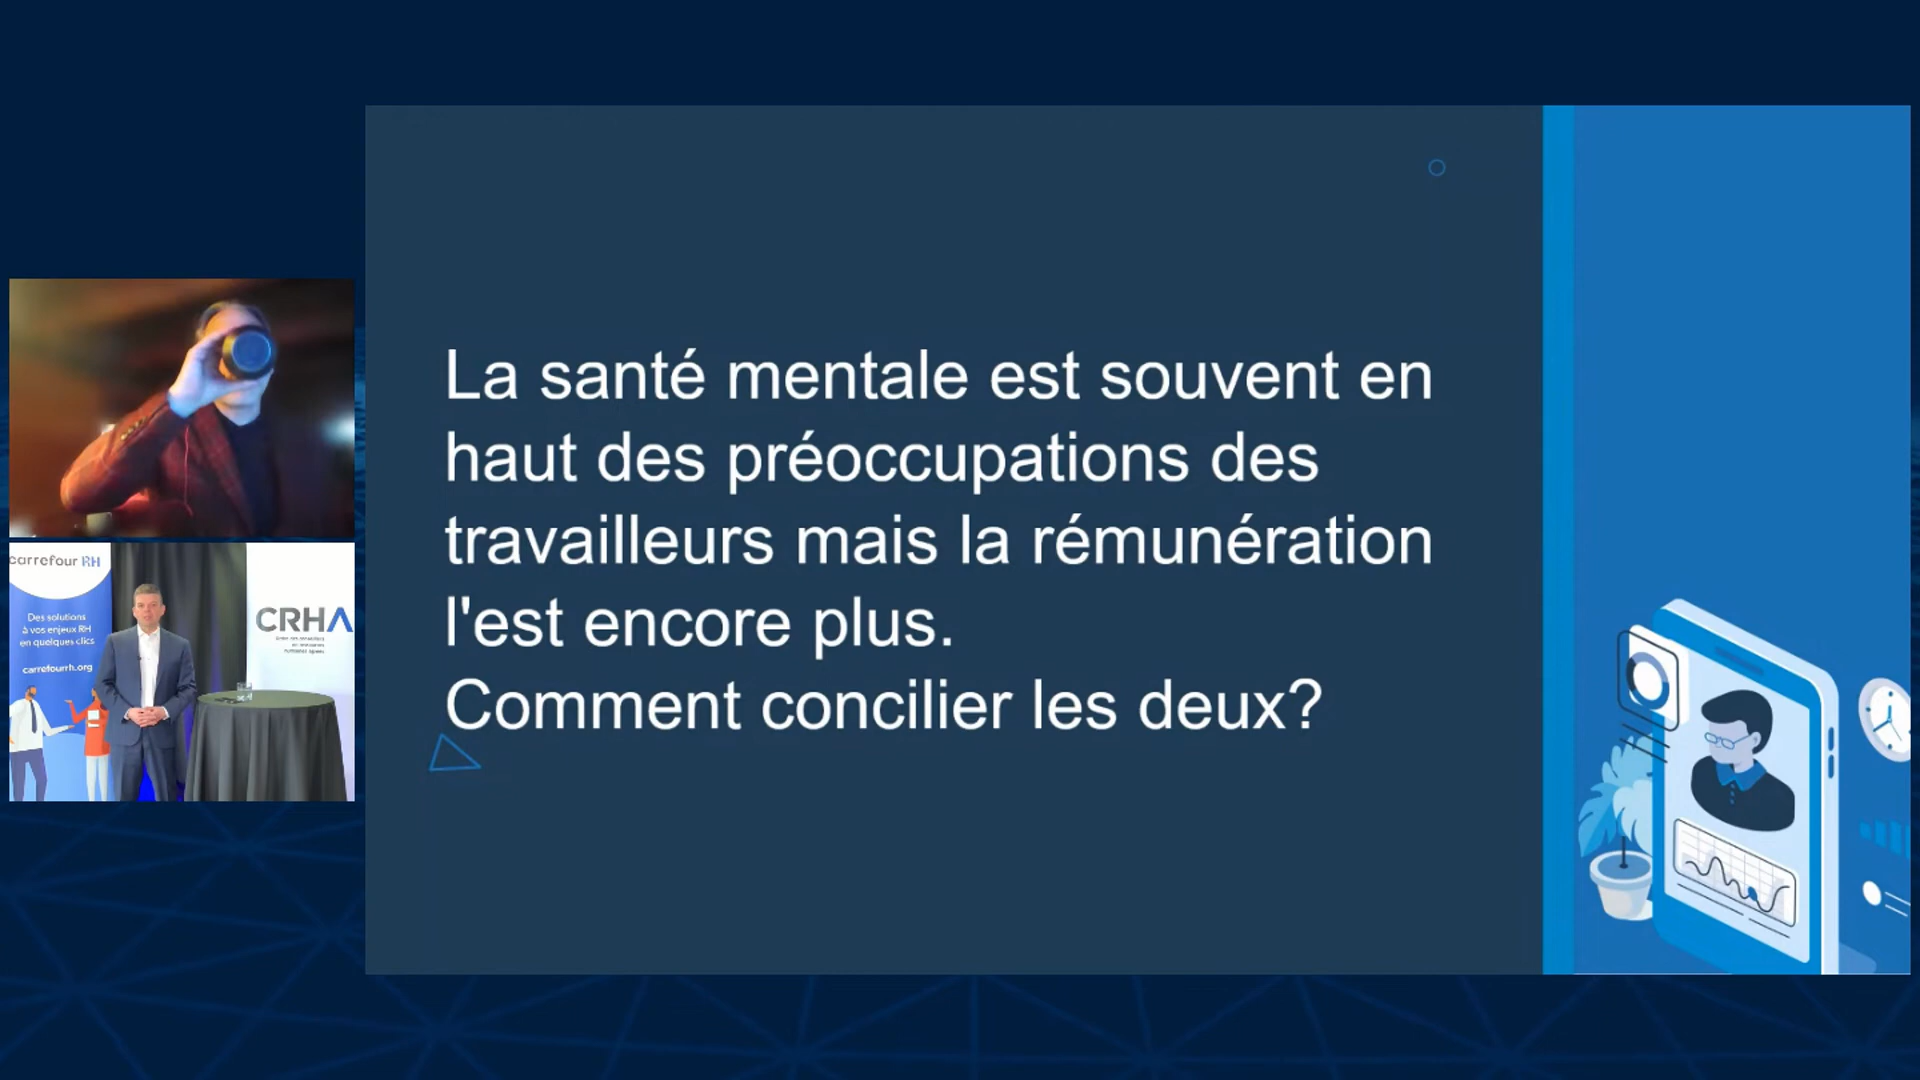 La santé mentale est souvent en
haut des préoccupations des
travailleurs mais la rémunération
l'est encore plus.
Comment concilier les deux?
carrefour RH
Des solutions
à vos enjeux RH
en quelques clics
carrefourrh.org
CRHA